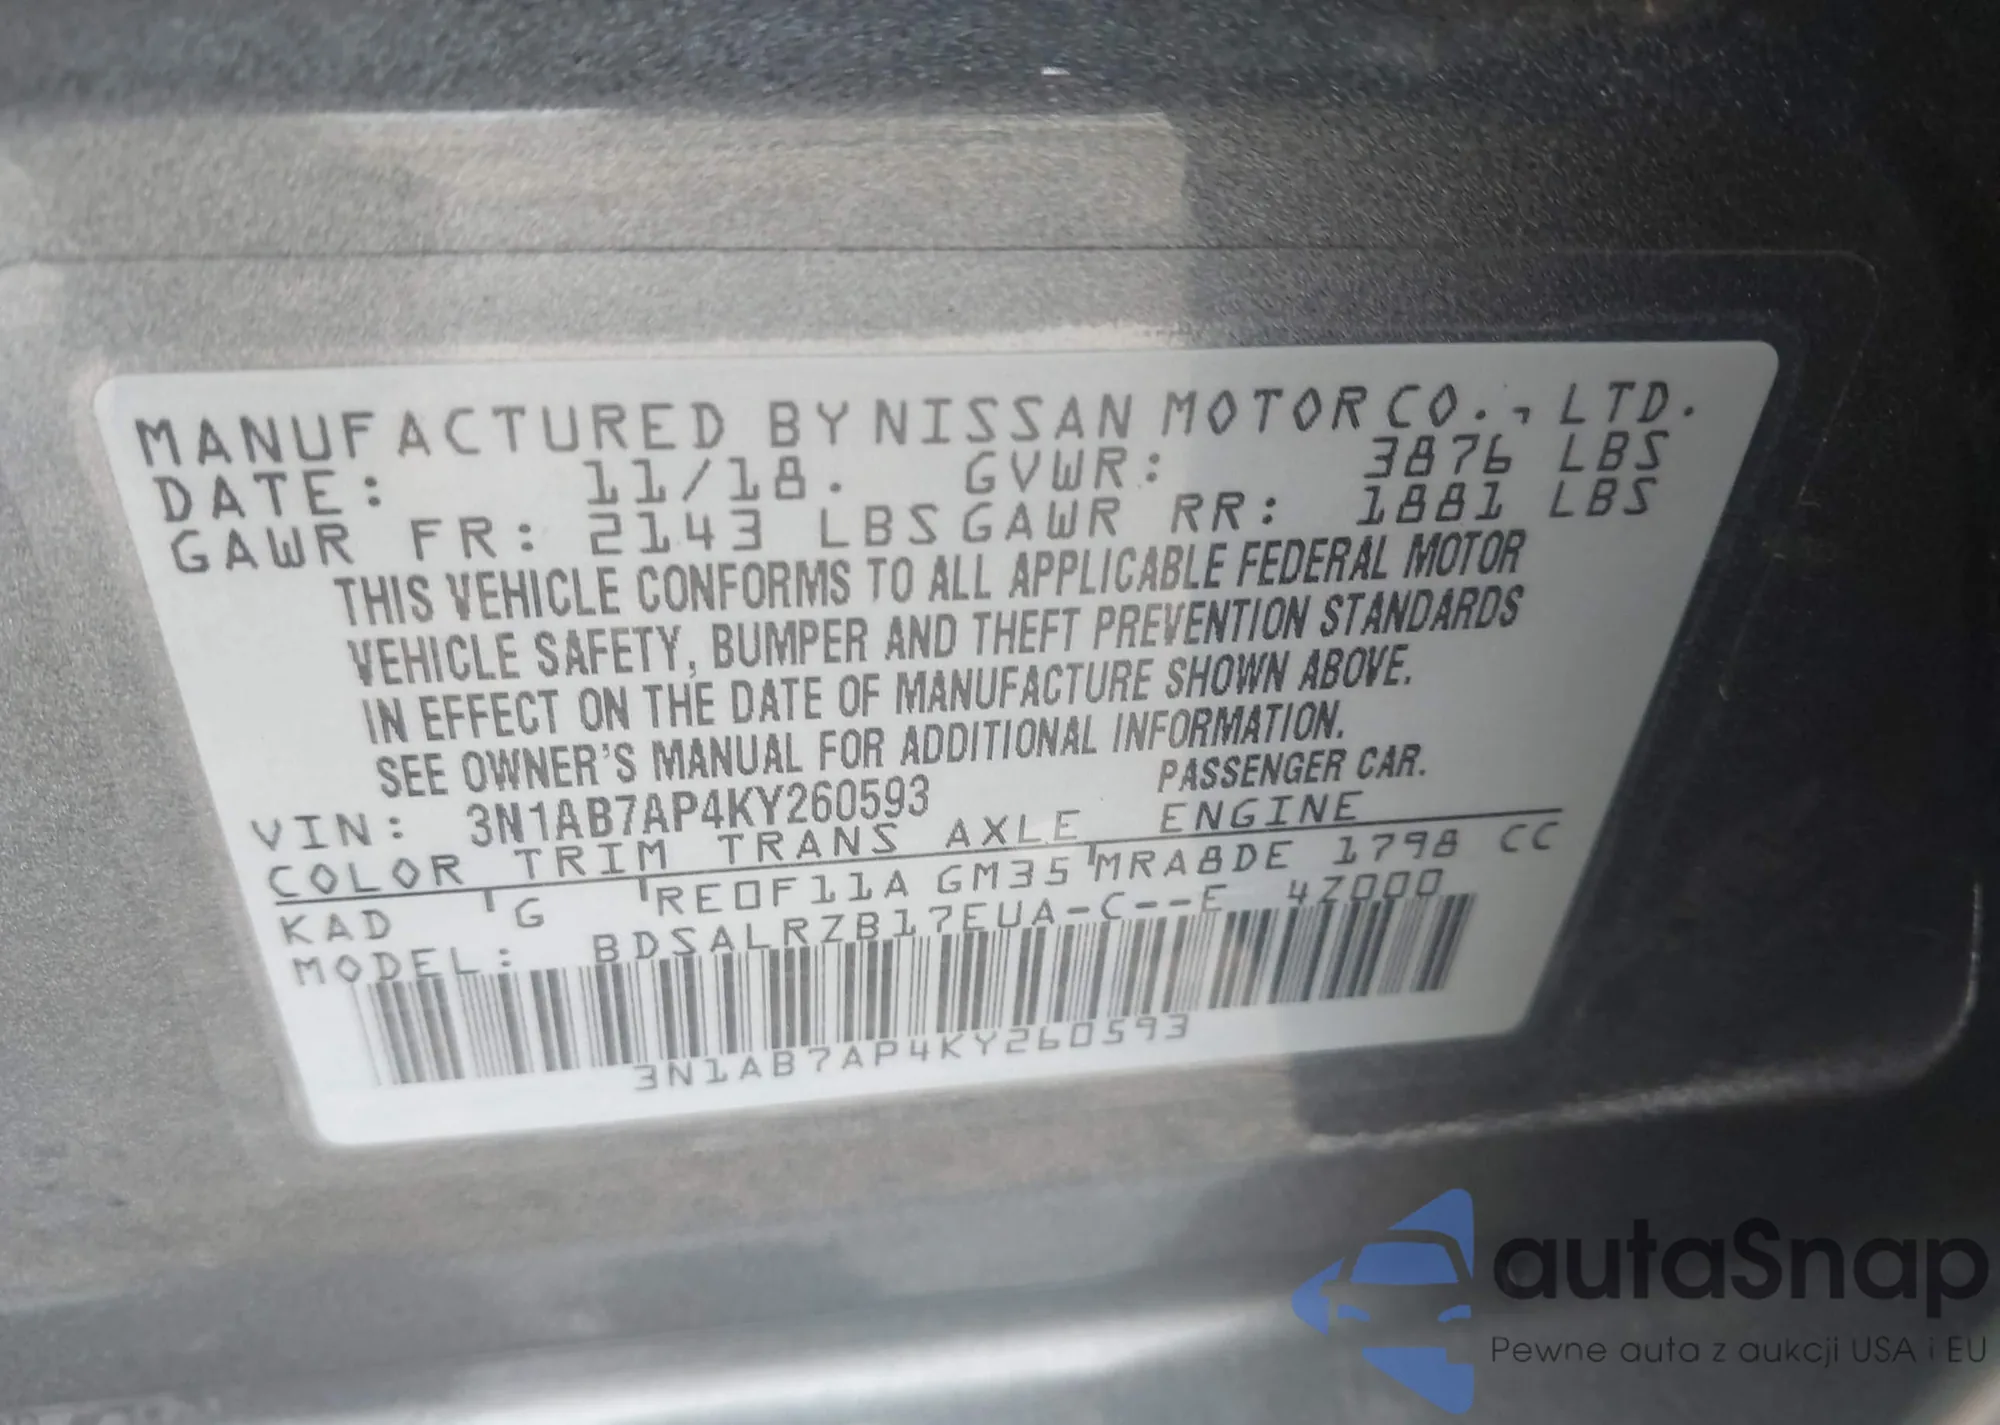 MANUFACTURED BY NISSAN MOTOR CO., LTD.
DATE: 11/18. GVWR: 3876 LBS
GAWR FR: 2143 LBS GAWR RR: 1881 LBS
THIS VEHICLE CONFORMS TO ALL APPLICABLE FEDERAL MOTOR
VEHICLE SAFETY, BUMPER AND THEFT PREVENTION STANDARDS
IN EFFECT ON THE DATE OF MANUFACTURE SHOWN ABOVE.
SEE OWNER'S MANUAL FOR ADDITIONAL INFORMATION.
VIN: 3N1AB7AP4KY260593 PASSENGER CAR.
COLOR TRIM TRANS AXLE ENGINE
KAD G RE0F11A GM35 MRA8DE 1798 CC
MODEL: BDSALRZB17EUA-C--E 4Z000
3N1AB7AP4KY260593
autaSnap
Pewne auta z aukcji USA i EU